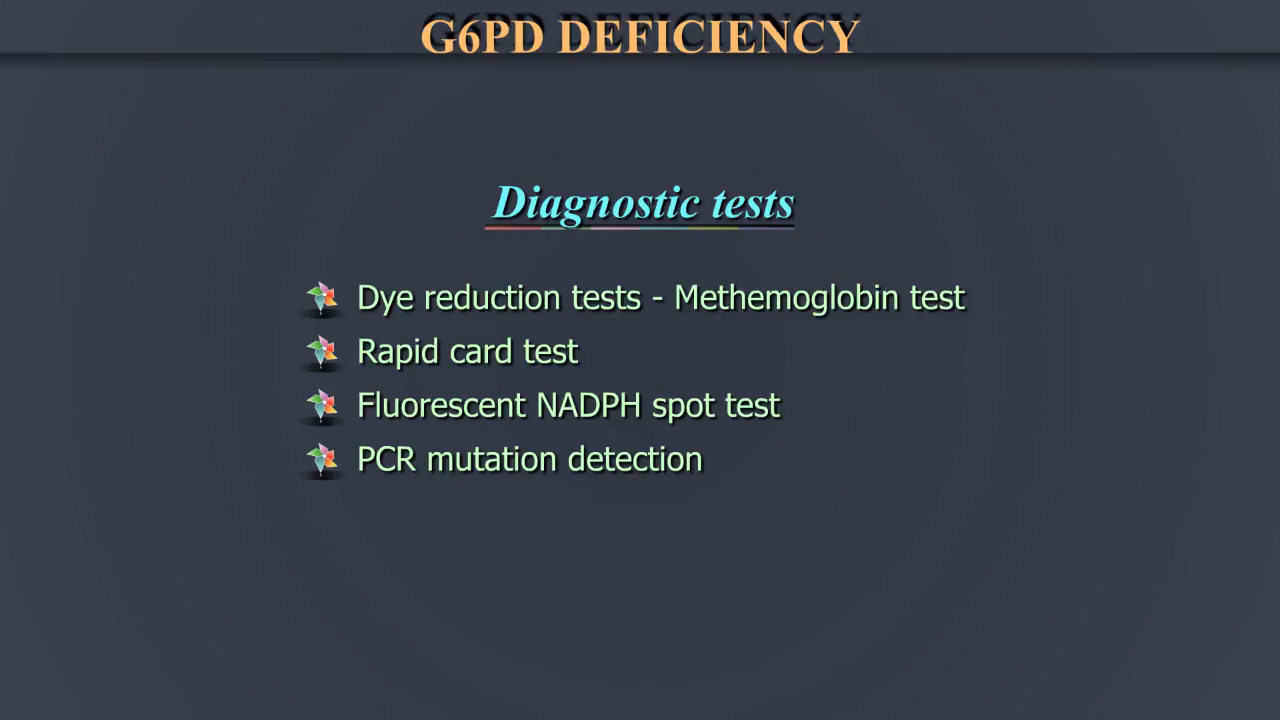 G6PD DEFICIENCY
Diagnostic tests
Dye reduction tests - Methemoglobin test
Rapid card test
Fluorescent NADPH spot test
PCR mutation detection